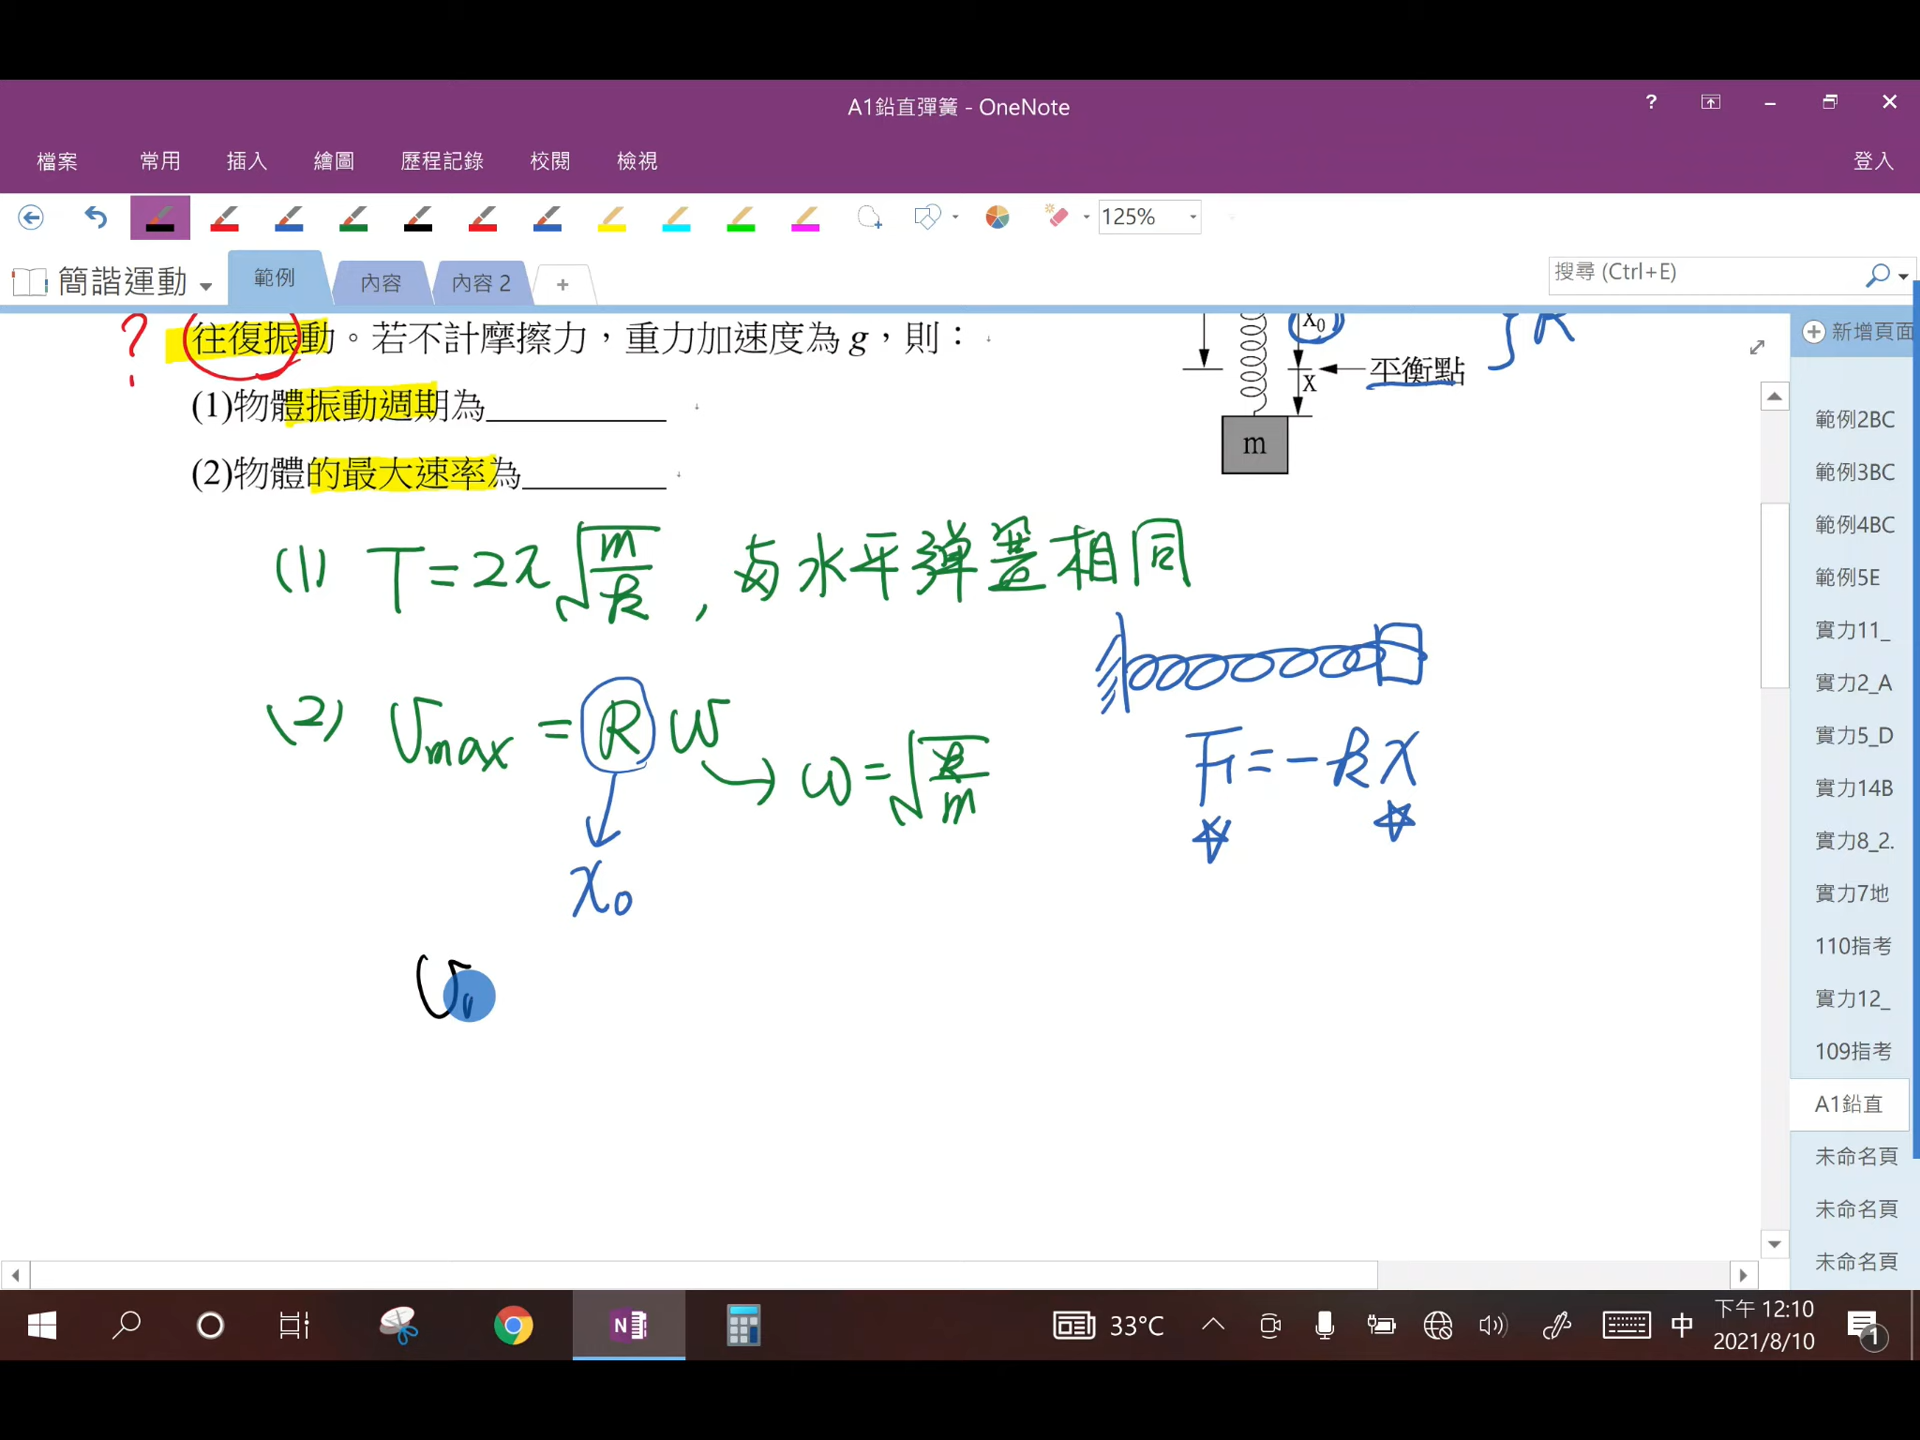 A1鉛直彈簧 - OneNote
?
檔案 常用 插入 繪圖 歷程記錄 校閱 檢視 登入
125%
簡諧運動 範例 內容 內容 2 +
搜尋 (Ctrl+E)
? 往復振動。若不計摩擦力，重力加速度為 g，則：
(1)物體振動週期為
(2)物體的最大速率為
X₀
R
平衡點
X
m
(1) T = 2π√(m/k) , 與水平弹簧相同
(2) Vmax = R ω
→ ω = √(k/m)
F = -kx
x₀
新增頁面
範例2BC
範例3BC
範例4BC
範例5E
實力11_
實力2_A
實力5_D
實力14B
實力8_2.
實力7地
110指考
實力12_
109指考
A1鉛直
未命名頁
未命名頁
未命名頁
N
33°C
中
下午 12:10
2021/8/10
1